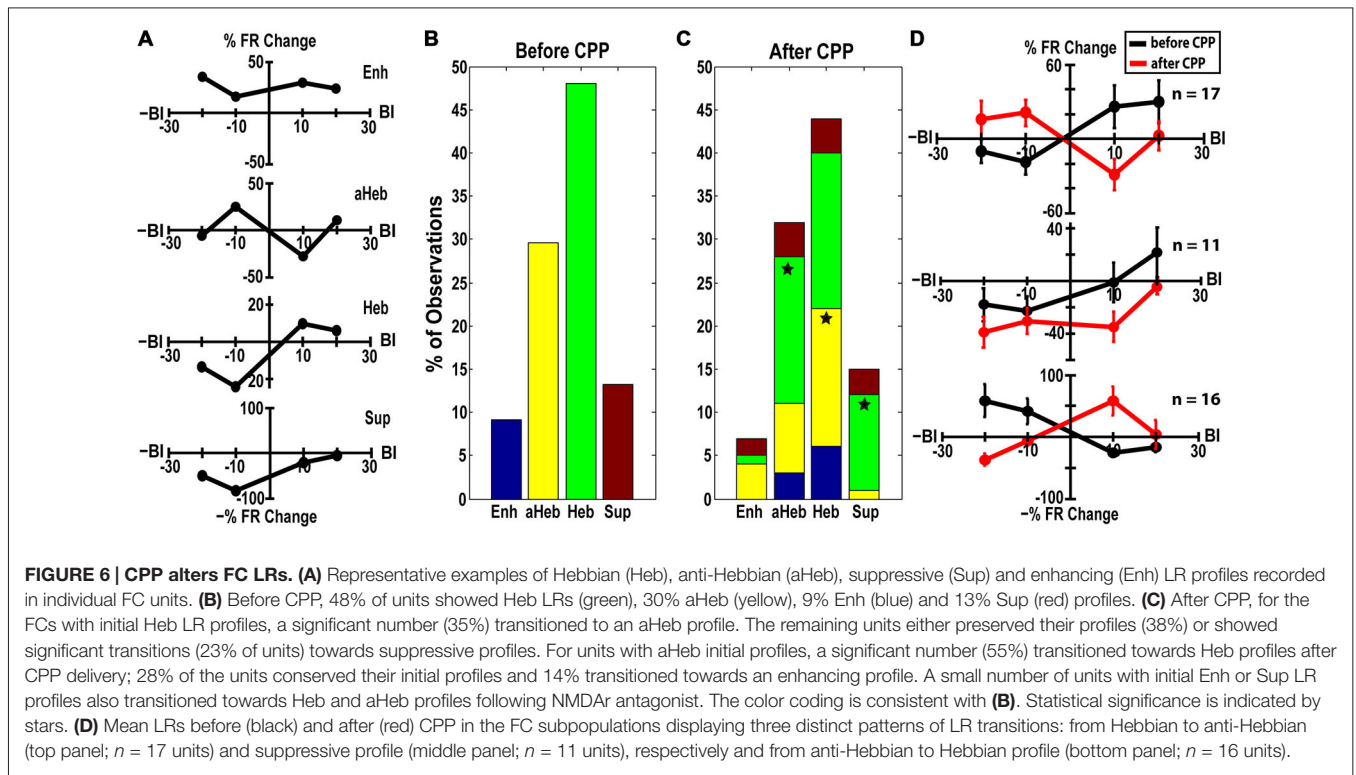 A
% FR Change
50
Enh
-BI
BI
-30
-10
10
30
-50
50
aHeb
-BI
BI
-30
-10
10
30
-50
20
Heb
-BI
BI
-30
-10
10
30
20
100
Sup
-BI
BI
-30
-10
10
30
-100
-% FR Change
B
Before CPP
% of Observations
50
45
40
35
30
25
20
15
10
5
0
Enh aHeb Heb Sup
C
After CPP
50
45
40
35
30
25
20
15
10
5
0
Enh aHeb Heb Sup
D
% FR Change
before CPP
after CPP
60
n = 17
-BI
BI
-30
-10
10
30
-60
40
n = 11
-BI
BI
-30
-10
10
30
-40
100
n = 16
-BI
BI
-30
-10
10
30
-100
-% FR Change
FIGURE 6 | CPP alters FC LRs. (A) Representative examples of Hebbian (Heb), anti-Hebbian (aHeb), suppressive (Sup) and enhancing (Enh) LR profiles recorded
in individual FC units. (B) Before CPP, 48% of units showed Heb LRs (green), 30% aHeb (yellow), 9% Enh (blue) and 13% Sup (red) profiles. (C) After CPP, for the
FCs with initial Heb LR profiles, a significant number (35%) transitioned to an aHeb profile. The remaining units either preserved their profiles (38%) or showed
significant transitions (23% of units) towards suppressive profiles. For units with aHeb initial profiles, a significant number (55%) transitioned towards Heb profiles after
CPP delivery; 28% of the units conserved their initial profiles and 14% transitioned towards an enhancing profile. A small number of units with initial Enh or Sup LR
profiles also transitioned towards Heb and aHeb profiles following NMDAr antagonist. The color coding is consistent with (B). Statistical significance is indicated by
stars. (D) Mean LRs before (black) and after (red) CPP in the FC subpopulations displaying three distinct patterns of LR transitions: from Hebbian to anti-Hebbian
(top panel; n = 17 units) and suppressive profile (middle panel; n = 11 units), respectively and from anti-Hebbian to Hebbian profile (bottom panel; n = 16 units).